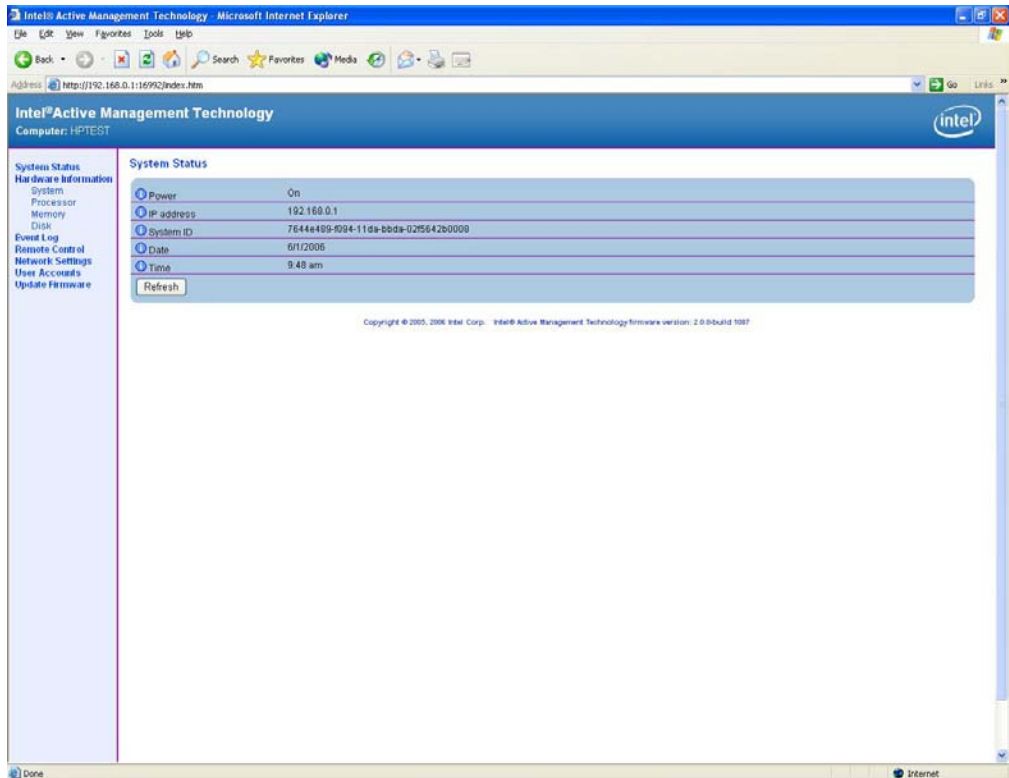 Intel® Active Management Technology - Microsoft Internet Explorer
File Edit View Favorites Tools Help
Back Search Favorites Media
Address http://192.168.0.1:16992/index.htm Go Links »
Intel®Active Management Technology
Computer: HPTEST
intel
System Status
Hardware Information
System
Processor
Memory
Disk
Event Log
Remote Control
Network Settings
User Accounts
Update Firmware
System Status
Power On
IP address 192.168.0.1
System ID 7644e489-f094-11da-bbda-02f5642b0008
Date 6/1/2006
Time 9:48 am
Refresh
Copyright © 2005, 2006 Intel Corp. Intel® Active Management Technology firmware version: 2.0.6-build 1087
Done Internet